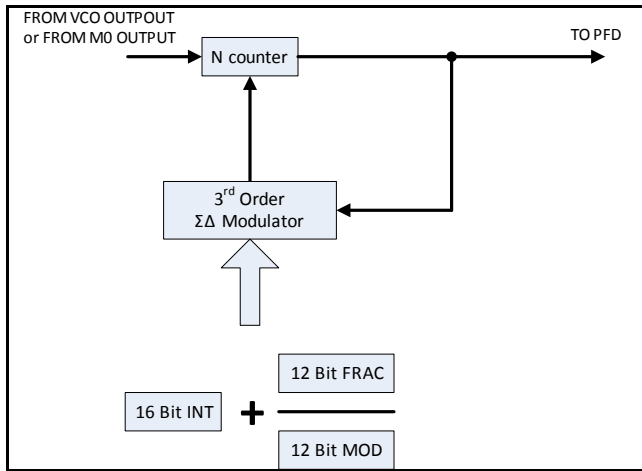 FROM VCO OUTPOUT
or FROM M0 OUTPUT
N counter
TO PFD
3rd Order
ΣΔ Modulator
12 Bit FRAC
16 Bit INT +
12 Bit MOD